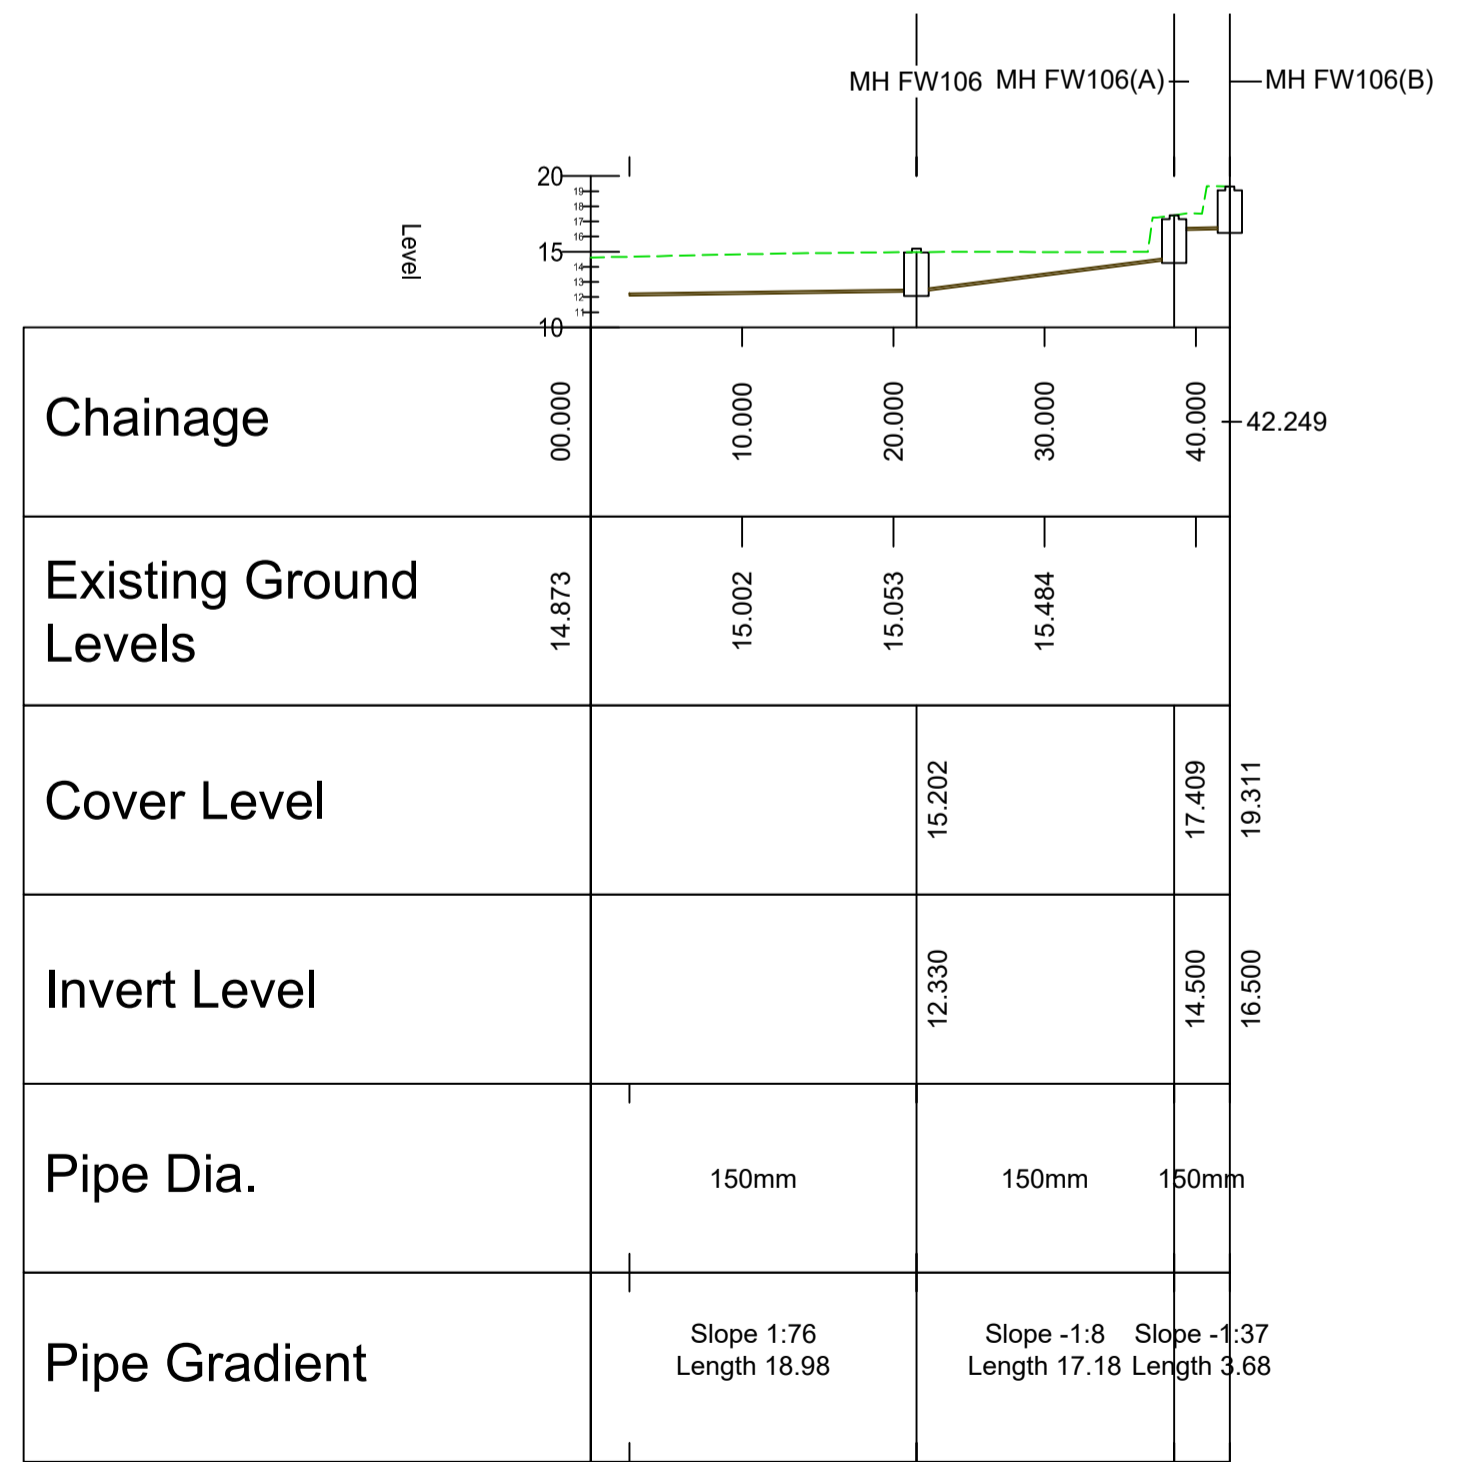 MH FW106 MH FW106(A) MH FW106(B)
Level
20
19
18
17
16
15
14
13
12
11
10
Chainage 00.000 10.000 20.000 30.000 40.000 42.249
Existing Ground
Levels
14.873 15.002 15.053 15.484
Cover Level 15.202 17.409 19.311
Invert Level 12.330 14.500 16.500
Pipe Dia. 150mm 150mm 150mm
Pipe Gradient
Slope 1:76 Slope -1:8 Slope -1:37
Length 18.98 Length 17.18 Length 3.68